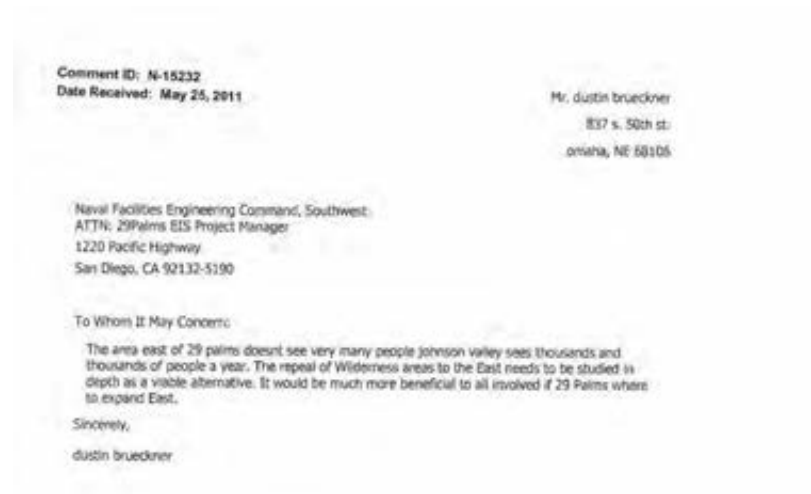 Comment ID: N-15232
Date Received: May 25, 2011
Mr. dustin brueckner
837 s. 50th st.
omaha, NE 68106
Naval Facilities Engineering Command, Southwest
ATTN: 29Palms EIS Project Manager
1220 Pacific Highway
San Diego, CA 92132-5190
To Whom It May Concern:
The area east of 29 palms doesnt see very many people johnson valley sees thousands and
thousands of people a year. The repeal of Wilderness areas to the East needs to be studied in
depth as a viable alternative. It would be much more beneficial to all involved if 29 Palms where
to expand East.
Sincerely,
dustin brueckner